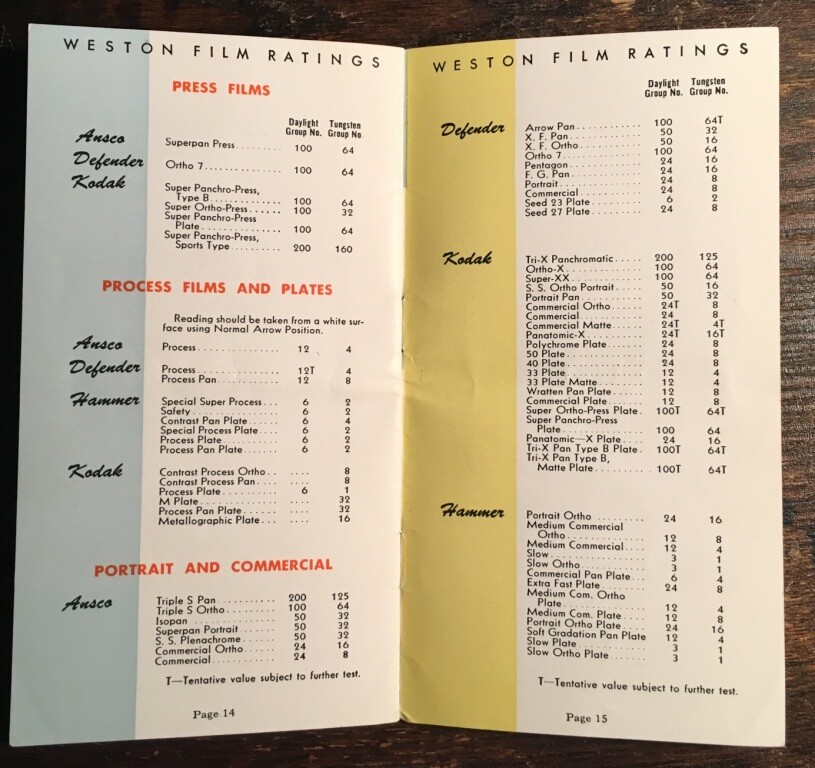 WESTON FILM RATINGS
PRESS FILMS
Daylight Tungsten
Group No. Group No
Ansco Superpan Press 100 64
Defender Ortho 7 100 64
Kodak Super Panchro-Press,
Type B 100 64
Super Ortho-Press 100 32
Super Panchro-Press
Plate 100 64
Super Panchro-Press,
Sports Type 200 160
PROCESS FILMS AND PLATES
Reading should be taken from a white sur-
face using Normal Arrow Position.
Ansco Process 12 4
Defender Process 12T 4
Process Pan 12 8
Hammer Special Super Process 6 2
Safety 6 2
Contrast Pan Plate 6 4
Special Process Plate 6 2
Process Plate 6 2
Process Pan Plate 6 2
Kodak Contrast Process Ortho .... 8
Contrast Process Pan .... 8
Process Plate 6 1
M Plate .... 32
Process Pan Plate .... 32
Metallographic Plate .... 16
PORTRAIT AND COMMERCIAL
Ansco Triple S Pan 200 125
Triple S Ortho 100 64
Isopan 50 32
Superpan Portrait 50 32
S. S. Plenachrome 50 32
Commercial Ortho 24 16
Commercial 24 8
T—Tentative value subject to further test.
Page 14
WESTON FILM RATINGS
Daylight Tungsten
Group No. Group No.
Defender Arrow Pan 100 64T
X. F. Pan 50 32
X. F. Ortho 50 16
Ortho 7 100 64
Pentagon 24 16
F. G. Pan 24 16
Portrait 24 8
Commercial 24 8
Seed 23 Plate 6 2
Seed 27 Plate 24 8
Kodak Tri-X Panchromatic 200 125
Ortho-X 100 64
Super-XX 100 64
S. S. Ortho Portrait 50 16
Portrait Pan 50 32
Commercial Ortho 24T 8
Commercial 24 8
Commercial Matte 24T 4T
Panatomic-X 24T 16T
Polychrome Plate 24 8
50 Plate 24 8
40 Plate 24 8
33 Plate 12 4
33 Plate Matte 12 4
Wratten Pan Plate 12 8
Commercial Plate 12 8
Super Ortho-Press Plate 100T 64T
Super Panchro-Press
Plate 100 64
Panatomic—X Plate 24 16
Tri-X Pan Type B Plate 100T 64T
Tri-X Pan Type B,
Matte Plate 100T 64T
Hammer Portrait Ortho 24 16
Medium Commercial
Ortho 12 8
Medium Commercial 12 4
Slow 3 1
Slow Ortho 3 1
Commercial Pan Plate 6 4
Extra Fast Plate 24 8
Medium Com. Ortho
Plate 12 4
Medium Com. Plate 12 8
Portrait Ortho Plate 24 16
Soft Gradation Pan Plate 12 4
Slow Plate 3 1
Slow Ortho Plate 3 1
T—Tentative value subject to further test.
Page 15